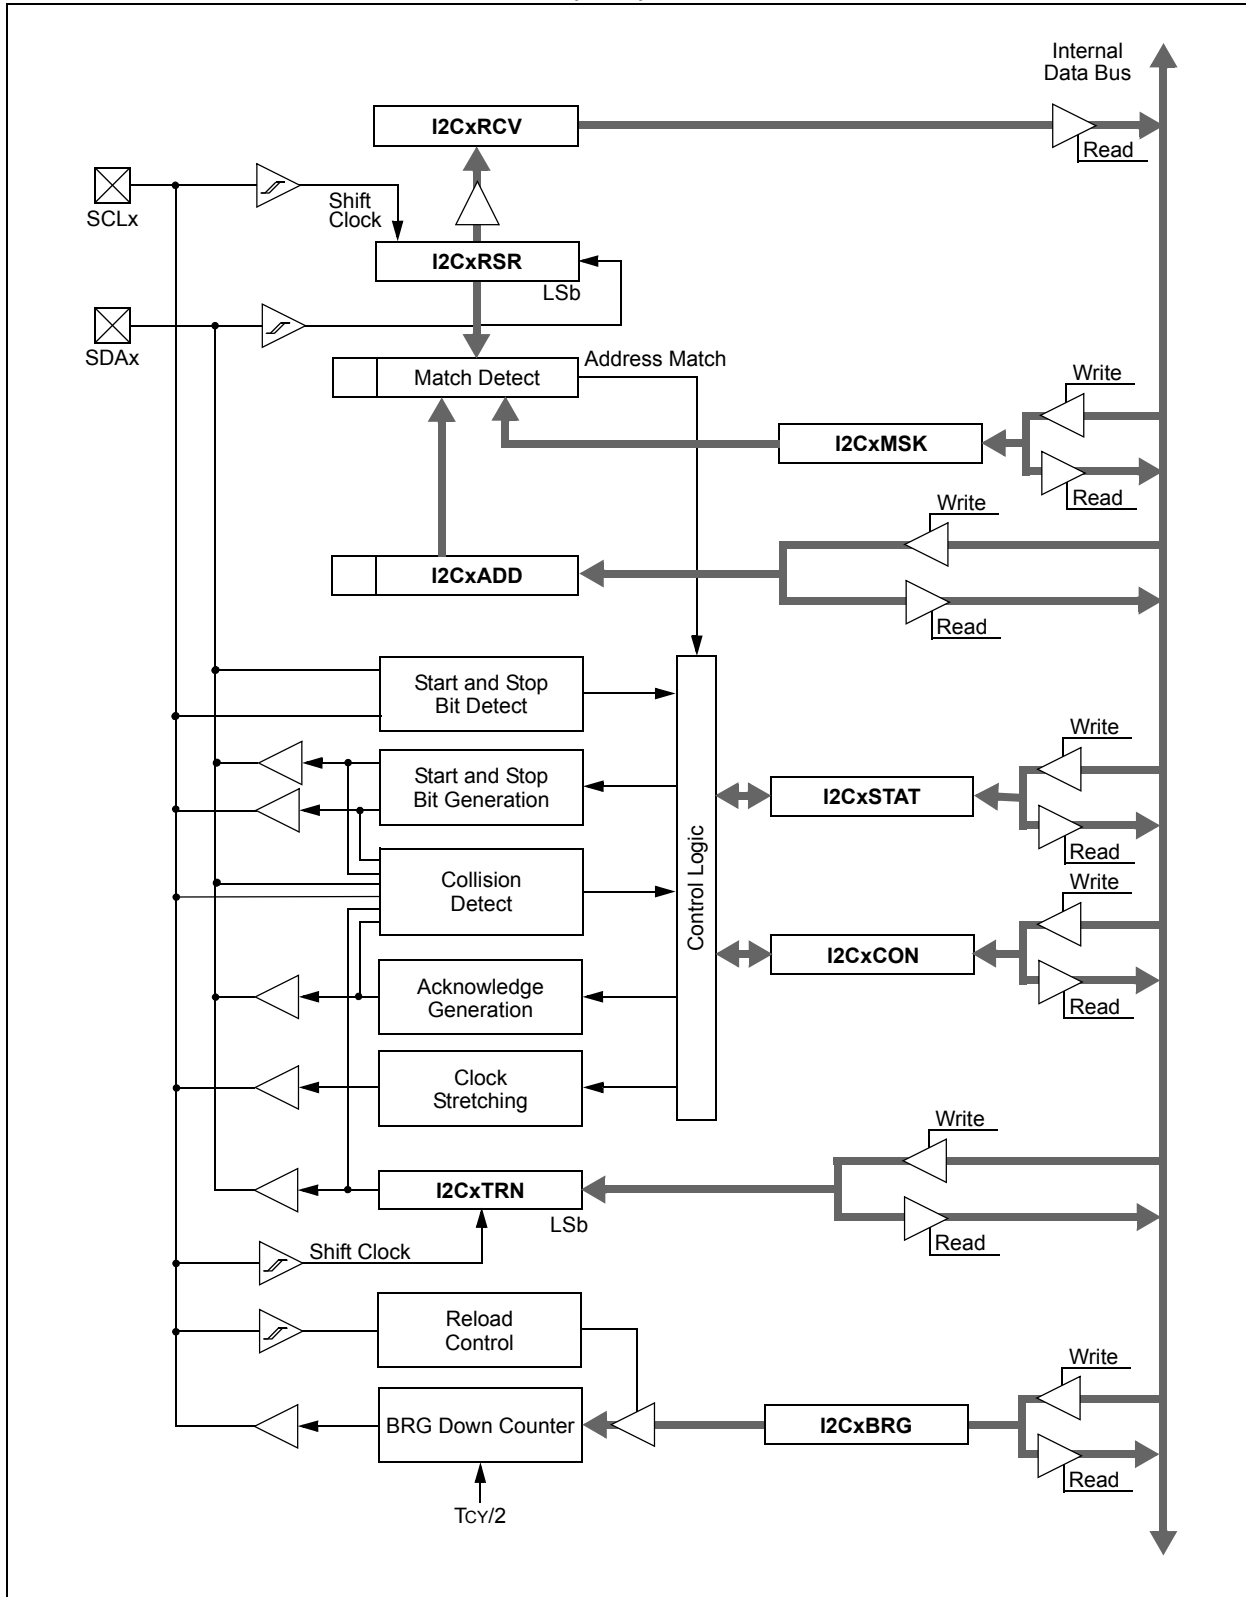 Internal
Data Bus
I2CxRCV
Read
SCLx
Shift
Clock
I2CxRSR
LSb
SDAx
Match Detect
Address Match
Write
I2CxMSK
Read
Write
I2CxADD
Read
Start and Stop
Bit Detect
Write
Start and Stop
Bit Generation
I2CxSTAT
Read
Control Logic
Collision
Detect
Write
I2CxCON
Read
Acknowledge
Generation
Clock
Stretching
Write
I2CxTRN
LSb
Read
Shift Clock
Reload
Control
Write
BRG Down Counter
I2CxBRG
Read
TCY/2